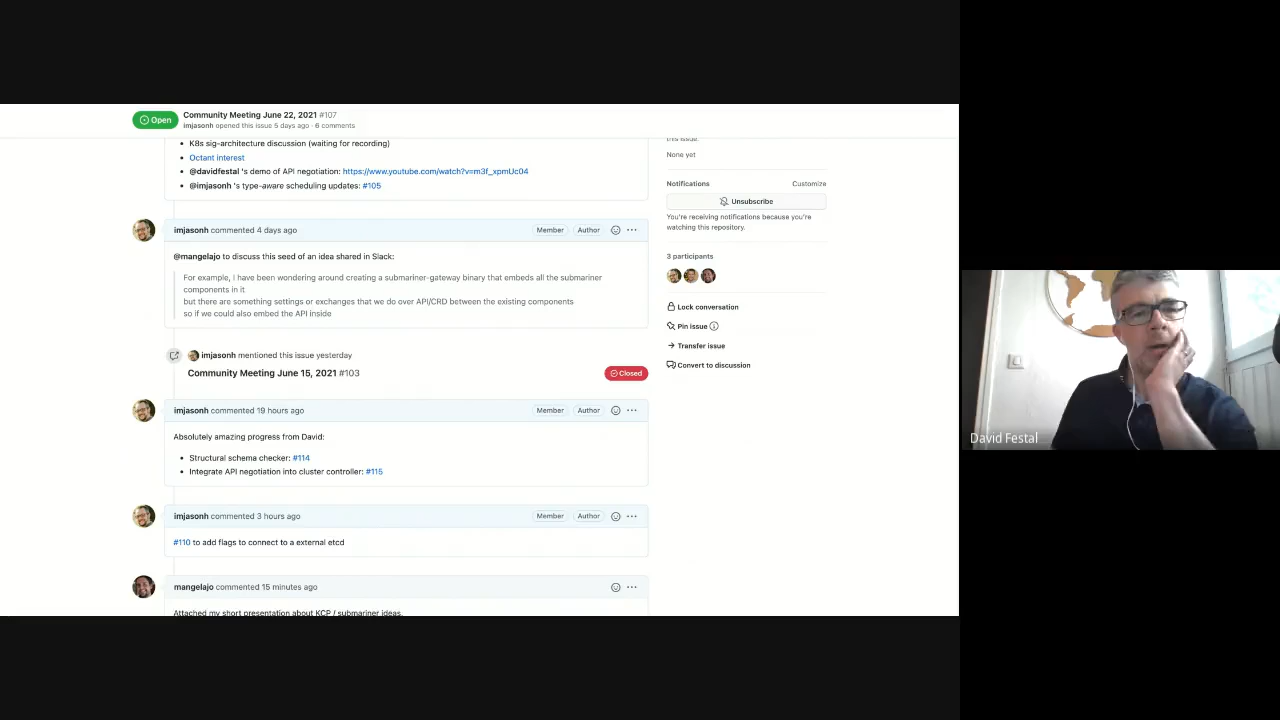 Open
Community Meeting June 22, 2021 #107
imjasonh opened this issue 5 days ago · 6 comments
K8s sig-architecture discussion (waiting for recording)
Octant interest
@davidfestal 's demo of API negotiation: https://www.youtube.com/watch?v=m3f_xpmUc04
@imjasonh 's type-aware scheduling updates: #105
this issue.
None yet
Notifications
Customize
Unsubscribe
You're receiving notifications because you're
watching this repository.
3 participants
Lock conversation
Pin issue
Transfer issue
Convert to discussion
imjasonh commented 4 days ago
Member
Author
@mangelajo to discuss this seed of an idea shared in Slack:
For example, I have been wondering around creating a submariner-gateway binary that embeds all the submariner
components in it
but there are something settings or exchanges that we do over API/CRD between the existing components
so if we could also embed the API inside
imjasonh mentioned this issue yesterday
Community Meeting June 15, 2021 #103
Closed
imjasonh commented 19 hours ago
Member
Author
Absolutely amazing progress from David:
Structural schema checker: #114
Integrate API negotiation into cluster controller: #115
imjasonh commented 3 hours ago
Member
Author
#110 to add flags to connect to a external etcd
mangelajo commented 15 minutes ago
Attached my short presentation about KCP / submariner ideas.
David Festal